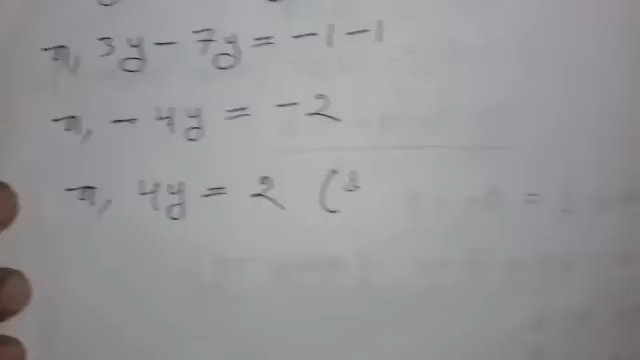 বা, 3y - 7y = -1 -1
বা, -4y = -2
বা, 4y = 2 (